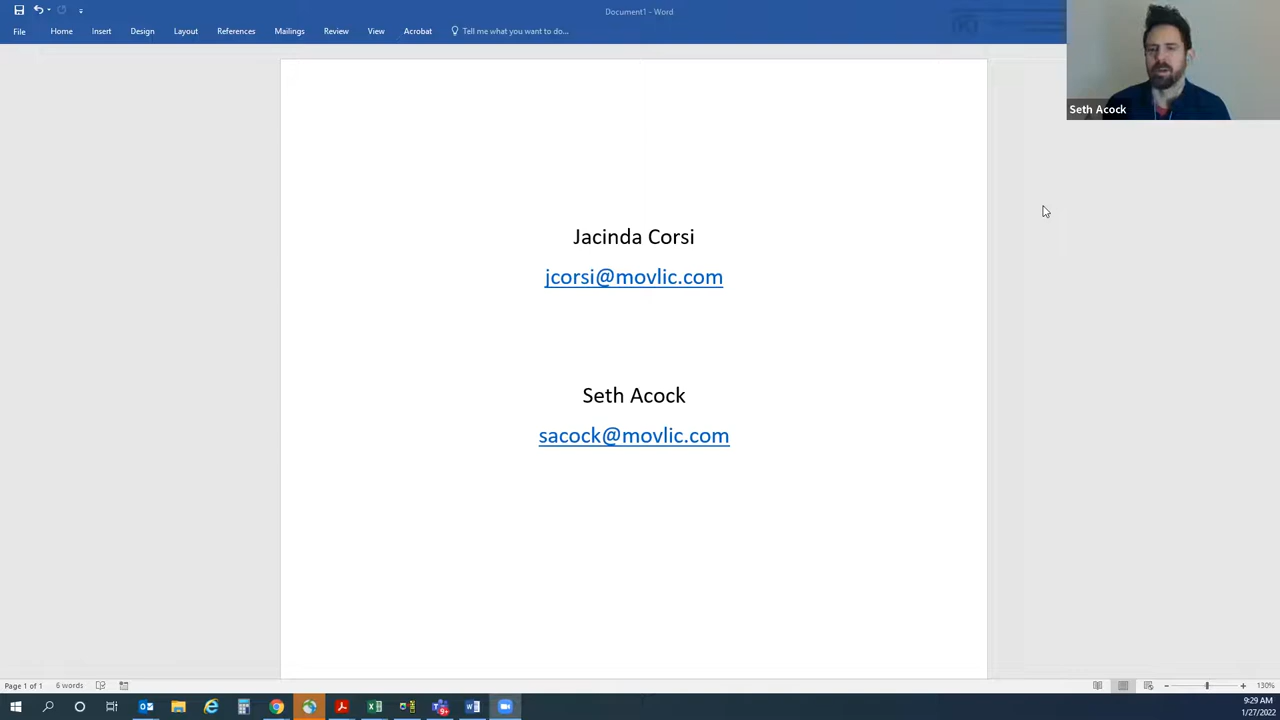 Document1 - Word
File Home Insert Design Layout References Mailings Review View Acrobat Tell me what you want to do...
Seth Acock
Jacinda Corsi
jcorsi@movlic.com
Seth Acock
sacock@movlic.com
Page 1 of 1 6 words 130%
9:29 AM
1/27/2022